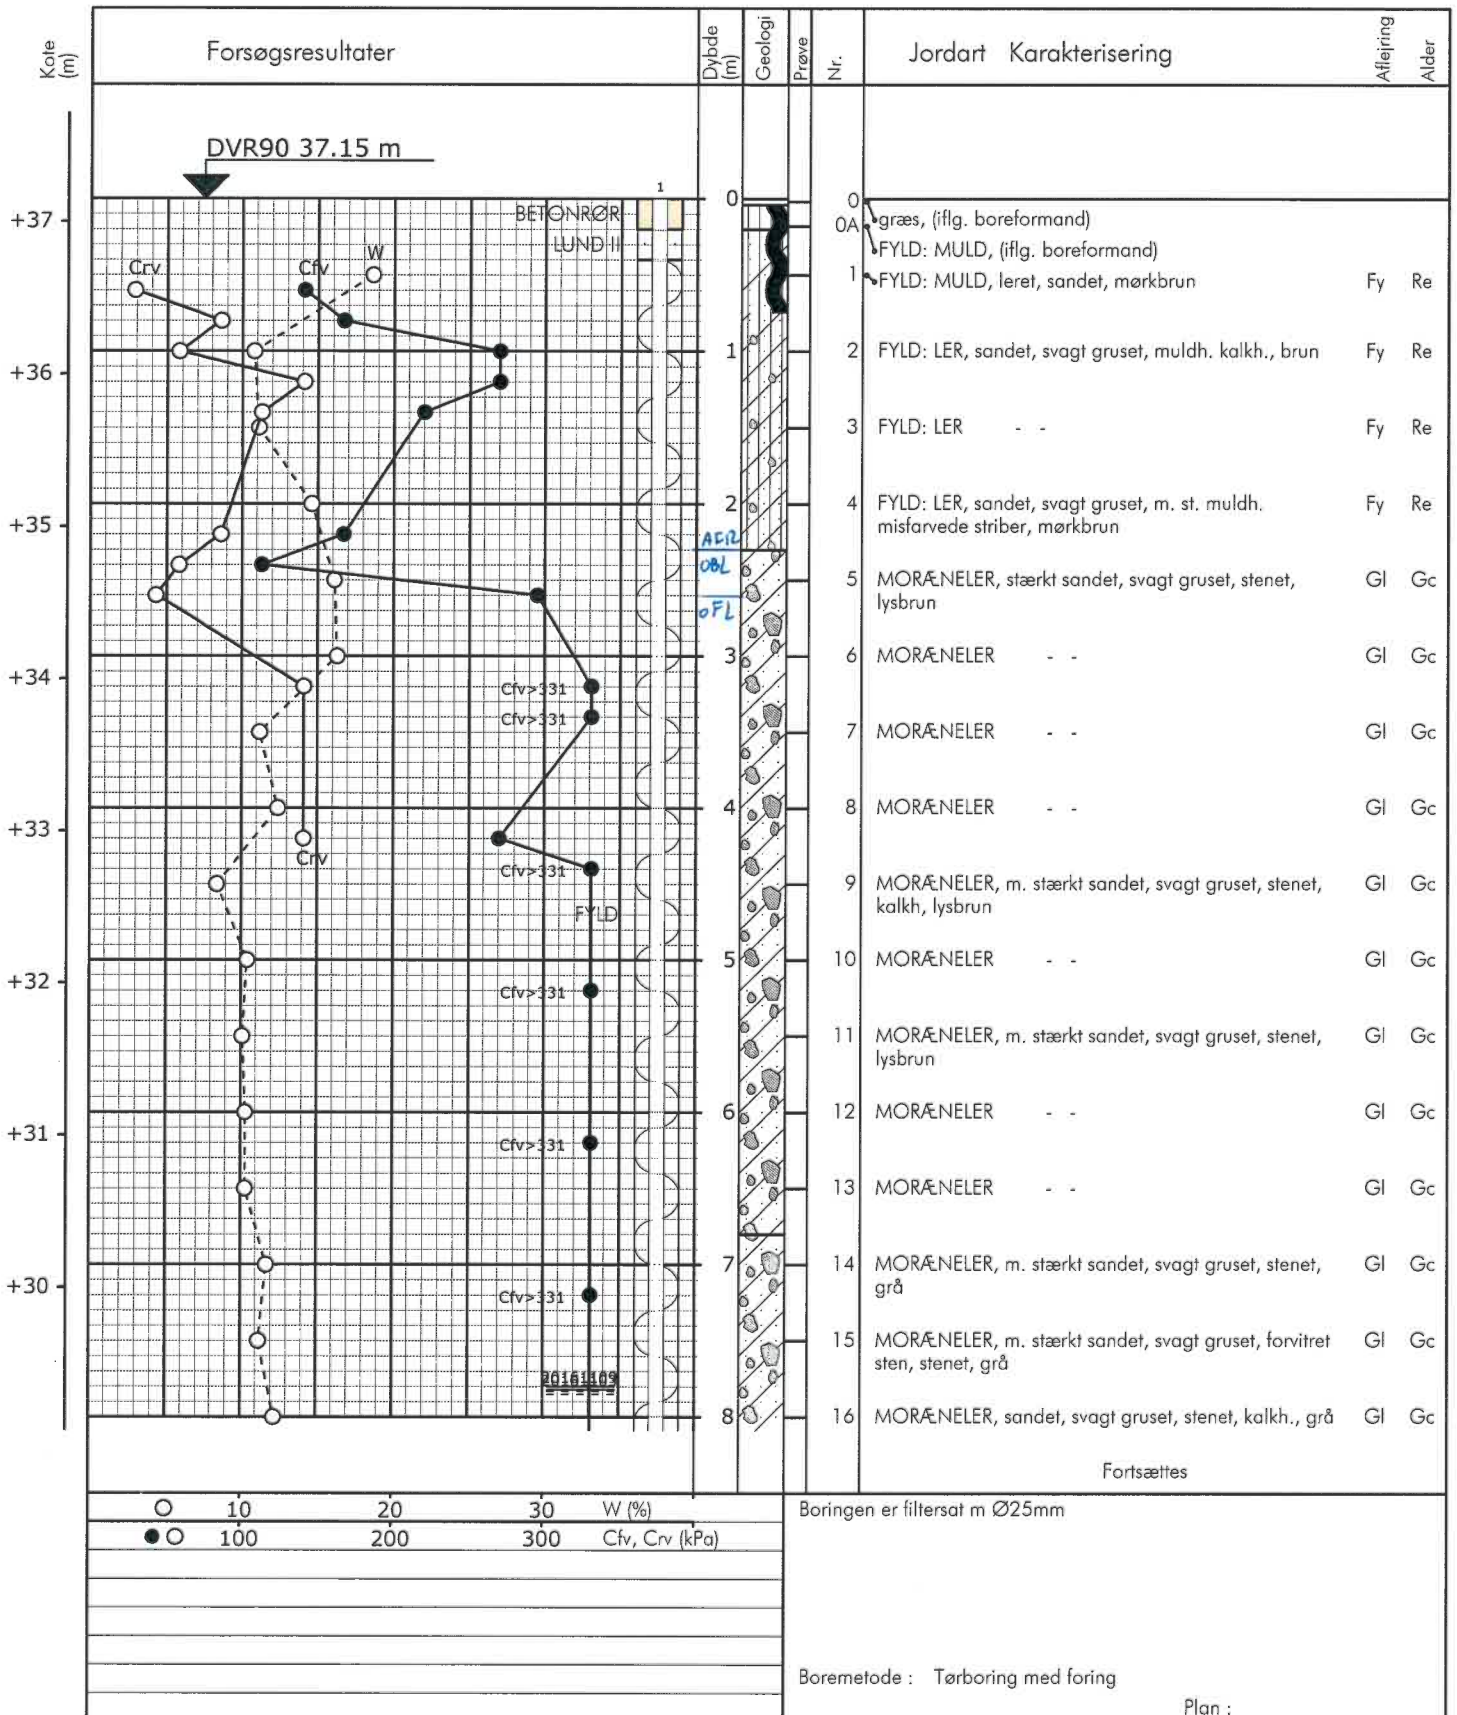 Kote (m)
Forsøgsresultater
Dybde (m)
Geologi
Prøve
Nr.
Jordart Karakterisering
Aflejring
Alder
DVR90 37.15 m
1
0
0
+37
BETONRØR
0A
græs, (iflg. boreformand)
LUND II
FYLD: MULD, (iflg. boreformand)
Crv
Cfv
W
1 FYLD: MULD, leret, sandet, mørkbrun Fy Re
1
2 FYLD: LER, sandet, svagt gruset, muldh. kalkh., brun Fy Re
+36
3 FYLD: LER - - Fy Re
2
4 FYLD: LER, sandet, svagt gruset, m. st. muldh. Fy Re
misfarvede striber, mørkbrun
+35
AFR
OBL
5 MORÆNELER, stærkt sandet, svagt gruset, stenet, Gl Gc
lysbrun
OFL
3
6 MORÆNELER - - Gl Gc
+34
Cfv>331
Cfv>331
7 MORÆNELER - - Gl Gc
4
8 MORÆNELER - - Gl Gc
+33
Crv
Cfv>331
9 MORÆNELER, m. stærkt sandet, svagt gruset, stenet, Gl Gc
kalkh, lysbrun
FYLD
5
10 MORÆNELER - - Gl Gc
+32
Cfv>331
11 MORÆNELER, m. stærkt sandet, svagt gruset, stenet, Gl Gc
lysbrun
6
12 MORÆNELER - - Gl Gc
+31
Cfv>331
13 MORÆNELER - - Gl Gc
7
14 MORÆNELER, m. stærkt sandet, svagt gruset, stenet, Gl Gc
grå
+30
Cfv>331
15 MORÆNELER, m. stærkt sandet, svagt gruset, forvitret Gl Gc
sten, stenet, grå
20161109
8
16 MORÆNELER, sandet, svagt gruset, stenet, kalkh., grå Gl Gc
Fortsættes
10 20 30 W (%)
100 200 300 Cfv, Crv (kPa)
Boringen er filtersat m Ø25mm
Boremetode : Tørboring med foring
Plan :